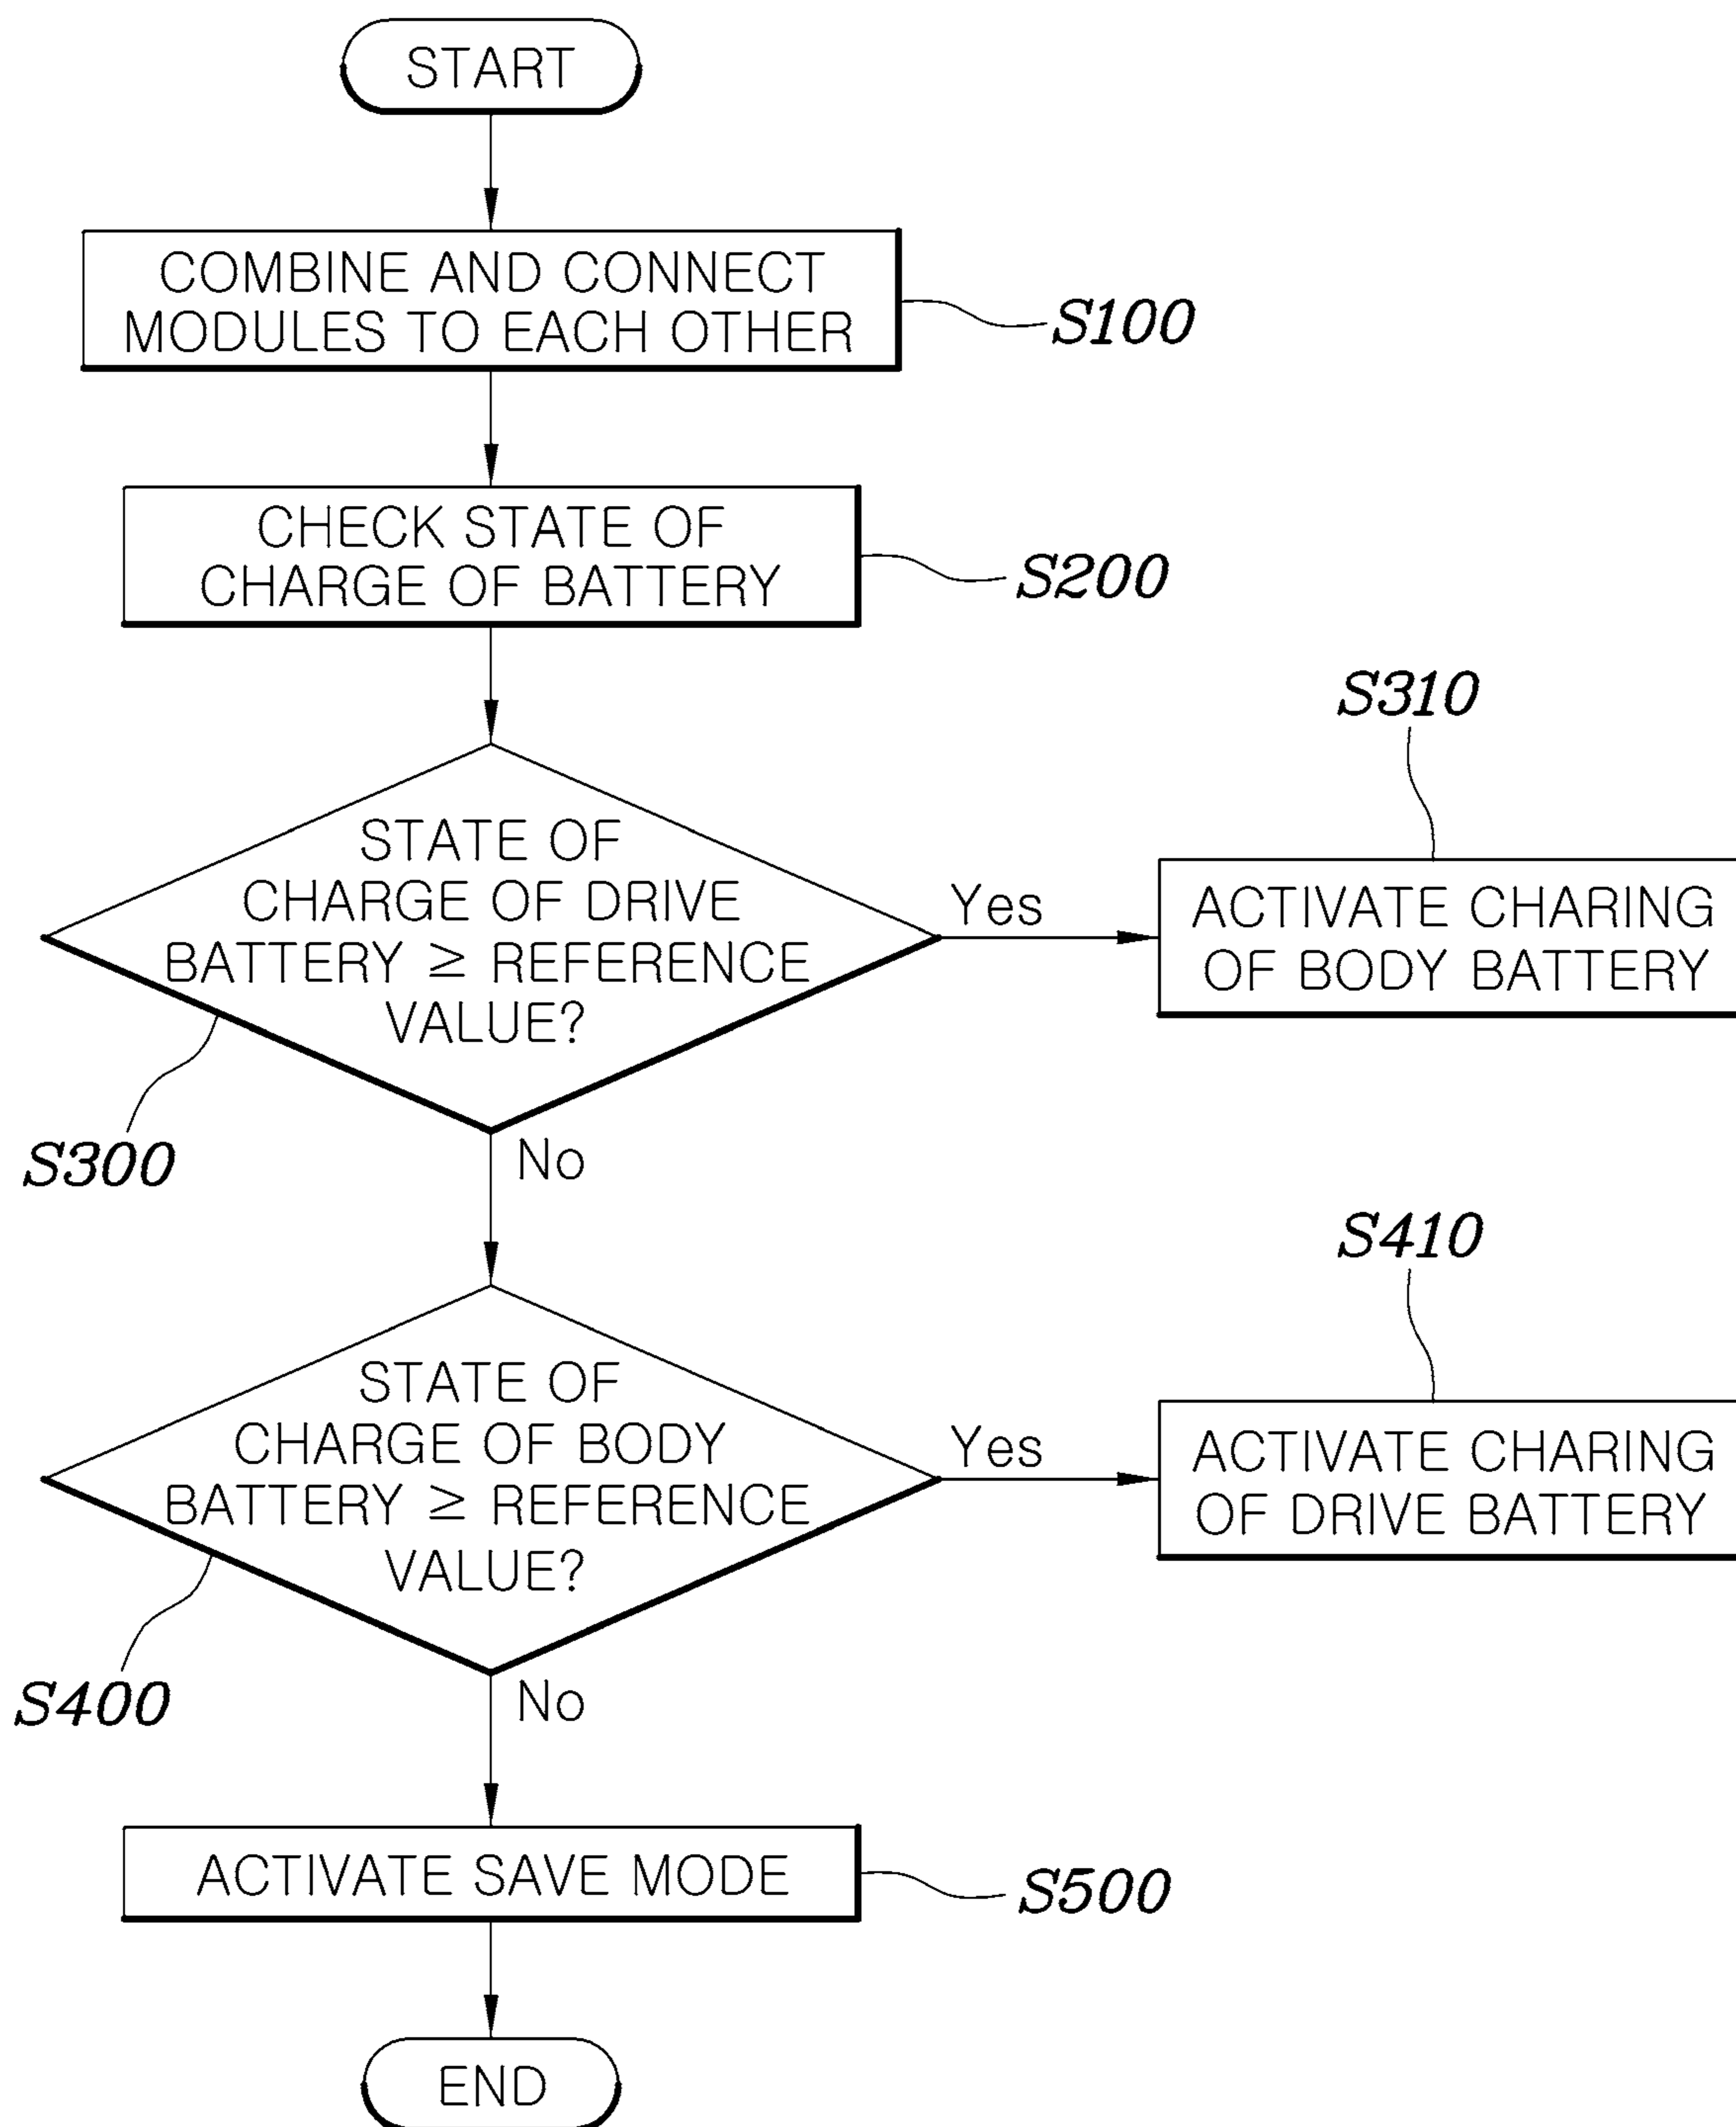 START
COMBINE AND CONNECT
MODULES TO EACH OTHER
S100
CHECK STATE OF
CHARGE OF BATTERY
S200
STATE OF
CHARGE OF DRIVE
BATTERY ≥ REFERENCE
VALUE?
S300
Yes
S310
ACTIVATE CHARING
OF BODY BATTERY
No
STATE OF
CHARGE OF BODY
BATTERY ≥ REFERENCE
VALUE?
S400
Yes
S410
ACTIVATE CHARING
OF DRIVE BATTERY
No
ACTIVATE SAVE MODE
S500
END